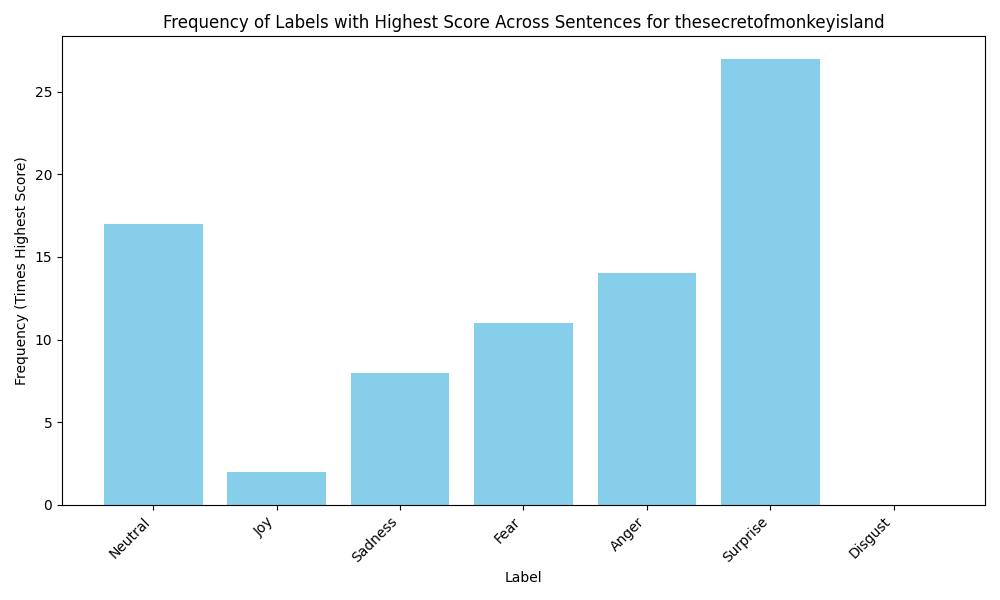 Frequency of Labels with Highest Score Across Sentences for thesecretofmonkeyisland
Frequency (Times Highest Score)
25
20
15
10
5
0
Neutral
Joy
Sadness
Fear
Anger
Surprise
Disgust
Label